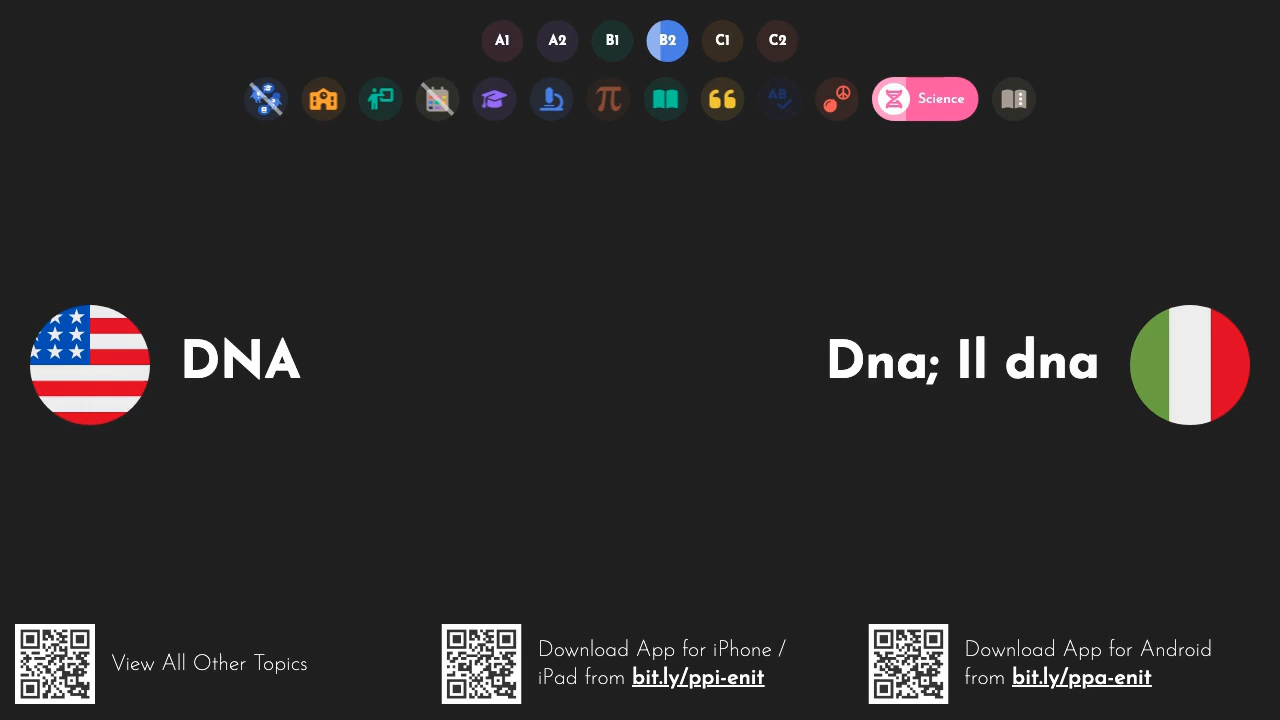 A1 A2 B1 B2 C1 C2
Science
DNA
Dna; Il dna
View All Other Topics
Download App for iPhone /
iPad from bit.ly/ppi-enit
Download App for Android
from bit.ly/ppa-enit